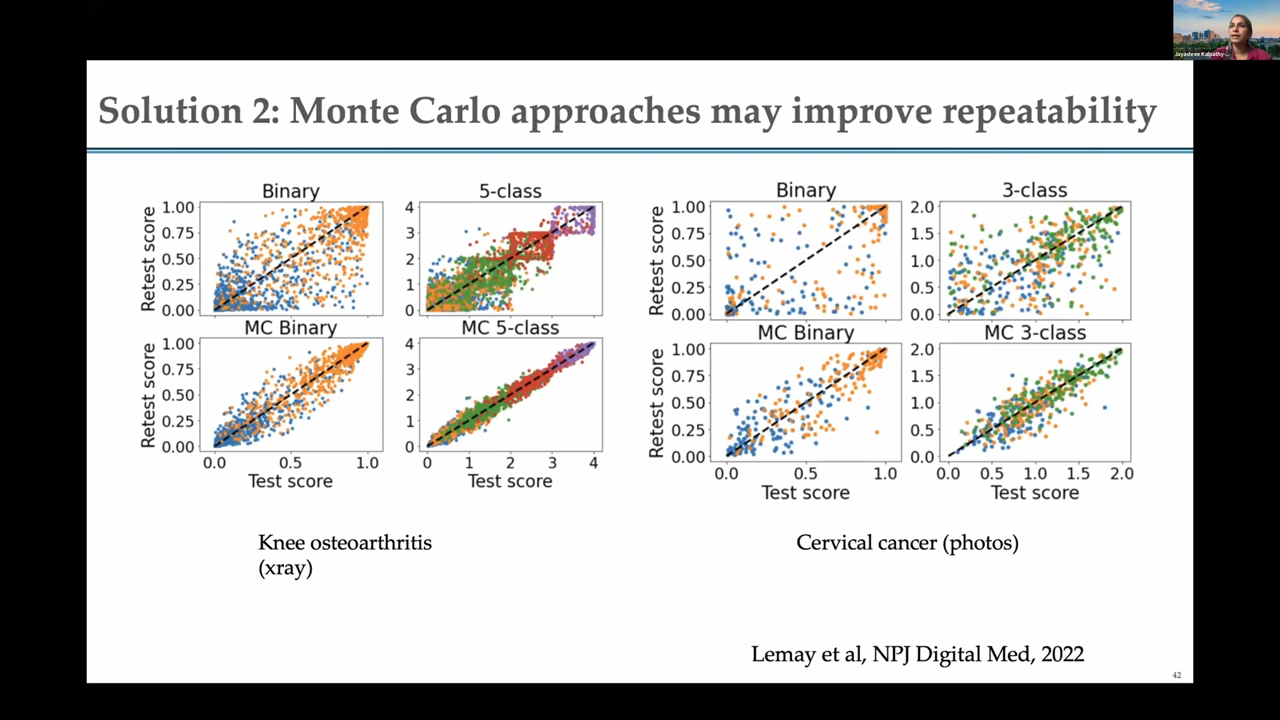 Jayashree Kalpathy-...
Solution 2: Monte Carlo approaches may improve repeatability
Binary
5-class
Retest score
1.00
0.75
0.50
0.25
0.00
4
3
2
1
0
MC Binary
MC 5-class
Retest score
1.00
0.75
0.50
0.25
0.00
4
3
2
1
0
0.0 0.5 1.0
0 1 2 3 4
Test score
Test score
Binary
3-class
Retest score
1.00
0.75
0.50
0.25
0.00
2.0
1.5
1.0
0.5
0.0
MC Binary
MC 3-class
Retest score
1.00
0.75
0.50
0.25
0.00
2.0
1.5
1.0
0.5
0.0
0.0 0.5 1.0
0.0 0.5 1.0 1.5 2.0
Test score
Test score
Knee osteoarthritis
(xray)
Cervical cancer (photos)
Lemay et al, NPJ Digital Med, 2022
42